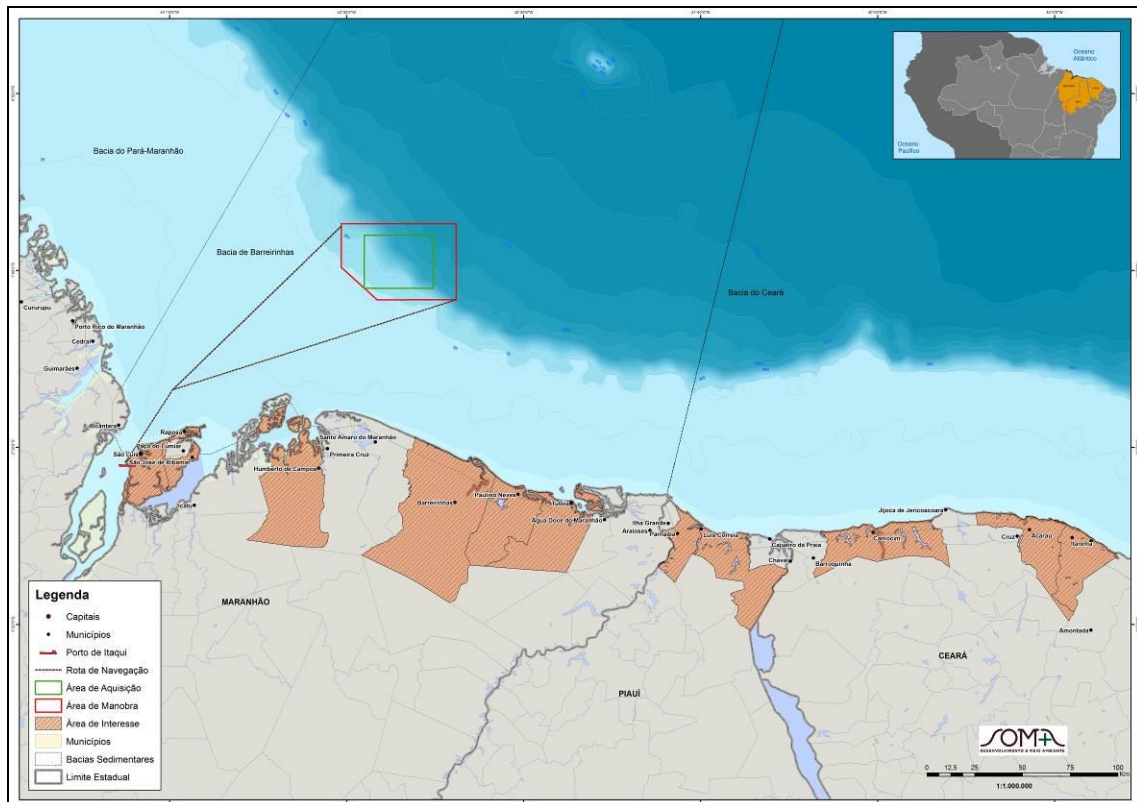 Oceano
Atlântico
Oceano
Pacífico
Bacia do Pará-Maranhão
Bacia de Barreirinhas
Bacia do Ceará
Cururupu
Porto Rico do Maranhão
Cedral
Guimarães
Alcântara
Raposa
Paço do Lumiar
São Luís
São José de Ribamar
Icatu
Humberto de Campos
Santo Amaro do Maranhão
Primeira Cruz
Barreirinhas
Paulino Neves
Tutóia
Água Doce do Maranhão
Araioses
Ilha Grande
Parnaíba
Luis Correia
Cajueiro da Praia
Chaval
Barroquinha
Camocim
Jijoca de Jericoacoara
Cruz
Acaraú
Itarema
Amontada
MARANHÃO
PIAUÍ
CEARÁ
Legenda
Capitais
Municípios
Porto de Itaqui
Rota de Navegação
Área de Aquisição
Área de Manobra
Área de Interesse
Municípios
Bacias Sedimentares
Limite Estadual
SOMA
DESENVOLVIMENTO & MEIO AMBIENTE
0 12,5 25 50 75 100
Km
1:1.000.000